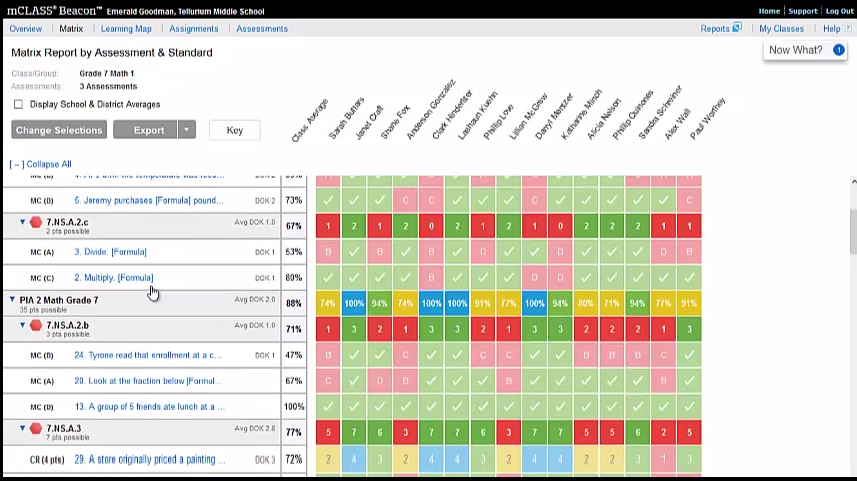 mCLASS® Beacon™ Emerald Goodman, Tellurium Middle School Home Support Log Out
Overview Matrix Learning Map Assignments Assessments Reports My Classes Help ?
Matrix Report by Assessment & Standard Now What? 1
Class/Group: Grade 7 Math 1
Assessments: 3 Assessments
Display School & District Averages
Change Selections Export Key
Class Average Sarah Butters Janet Craft Shane Fox Anderson Gonzalez Clark Hinderliter Lashaun Kuehn Phillip Love Lillian McGrew Darryl Mentzer Katharine Minch Alicia Nelson Phillip Quinones Sandra Schreiner Alex Wall Paul Worthey
[ – ] Collapse All
MC (D) 5. Jeremy purchases [Formula] pound... DOK 2 73% C C C C
7.NS.A.2.c Avg DOK 1.0 67% 1 2 1 2 0 2 1 2 1 0 2 2 2 1 1
2 pts possible
MC (A) 3. Divide. [Formula] DOK 1 53% B B B D D D B
MC (C) 2. Multiply. [Formula] DOK 1 80% B D D
PIA 2 Math Grade 7 Avg DOK 2.0 88% 74% 100% 94% 74% 100% 100% 91% 77% 100% 94% 80% 71% 94% 77% 91%
35 pts possible
7.NS.A.2.b Avg DOK 1.0 71% 1 3 2 1 3 3 2 1 3 3 2 2 2 1 3
3 pts possible
MC (D) 24. Tyrone read that enrollment at a c... DOK 1 47% B C C C B B B C
MC (A) 20. Look at the fraction below [Formul... 67% C D B B B
MC (D) 13. A group of 5 friends ate lunch at a ... 100%
7.NS.A.3 Avg DOK 2.8 77% 5 7 6 3 7 7 6 3 7 7 5 5 6 2 5
7 pts possible
CR (4 pts) 29. A store originally priced a painting ... DOK 3 72% 2 4 3 2 4 4 3 2 4 4 2 2 3 1 3